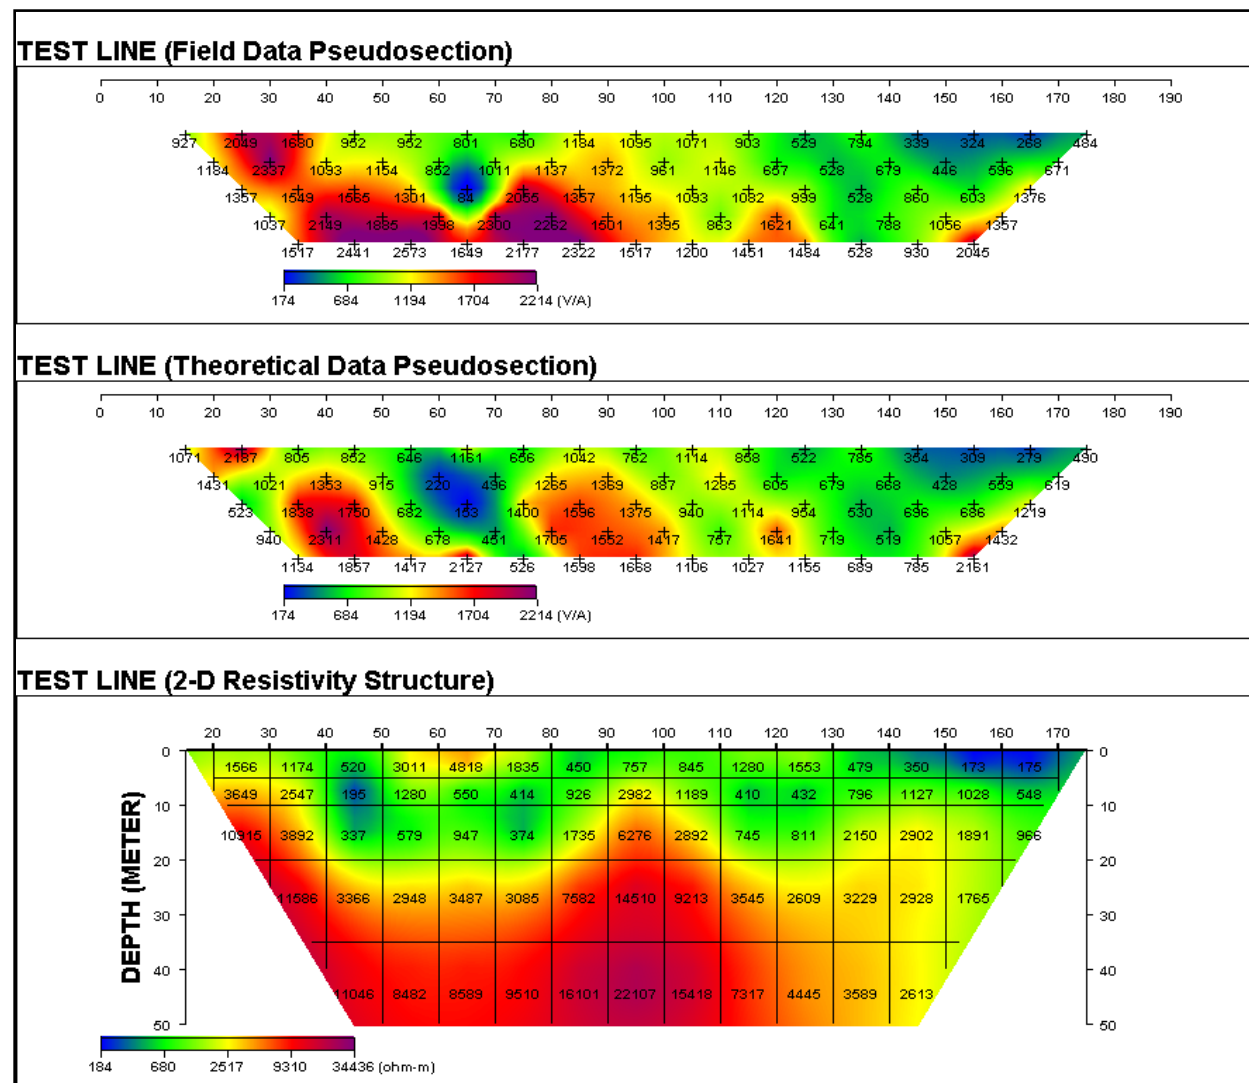 TEST LINE (Field Data Pseudosection)
0 10 20 30 40 50 60 70 80 90 100 110 120 130 140 150 160 170 180 190
927 2049 1680 952 952 801 680 1184 1095 1071 903 529 794 339 324 268 484
1184 2337 1093 1154 852 1011 1137 1372 961 1146 657 528 679 446 596 671
1357 1549 1565 1301 84 2055 1357 1195 1093 1082 999 528 860 603 1376
1037 2149 1885 1998 2300 2262 1501 1395 863 1621 641 788 1056 1357
1517 2441 2573 1649 2177 2322 1517 1200 1451 1484 528 930 2045
174 684 1194 1704 2214 (V/A)
TEST LINE (Theoretical Data Pseudosection)
0 10 20 30 40 50 60 70 80 90 100 110 120 130 140 150 160 170 180 190
1071 2187 805 852 646 1161 656 1042 762 1114 858 522 785 354 309 279 490
1431 1021 1353 915 220 496 1265 1369 887 1285 605 679 668 428 559 619
523 1838 1750 682 153 1400 1596 1375 940 1114 954 530 696 686 1219
940 2311 1428 678 451 1705 1552 1417 757 1641 719 519 1057 1432
1134 1857 1417 2127 526 1598 1668 1106 1027 1155 689 785 2161
174 684 1194 1704 2214 (V/A)
TEST LINE (2-D Resistivity Structure)
20 30 40 50 60 70 80 90 100 110 120 130 140 150 160 170
0 0
1566 1174 520 3011 4818 1835 450 757 845 1280 1553 479 350 173 175
3649 2547 195 1280 550 414 926 2982 1189 410 432 796 1127 1028 548
10 10
10915 3892 337 579 947 374 1735 6276 2892 745 811 2150 2902 1891 966
20 20
11586 3366 2948 3487 3085 7582 14510 9213 3545 2609 3229 2928 1765
30 30
40 40
11046 8482 8589 9510 16101 22107 15418 7317 4445 3589 2613
50 50
DEPTH (METER)
184 680 2517 9310 34436 (ohm-m)